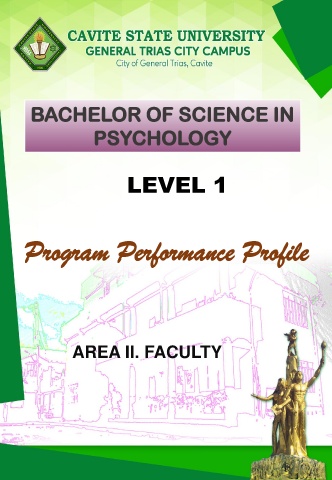 CAVITE STATE UNIVERSITY
GENERAL TRIAS CITY CAMPUS
City of General Trias, Cavite
BACHELOR OF SCIENCE IN
PSYCHOLOGY
LEVEL 1
Program Performance Profile
AREA II. FACULTY